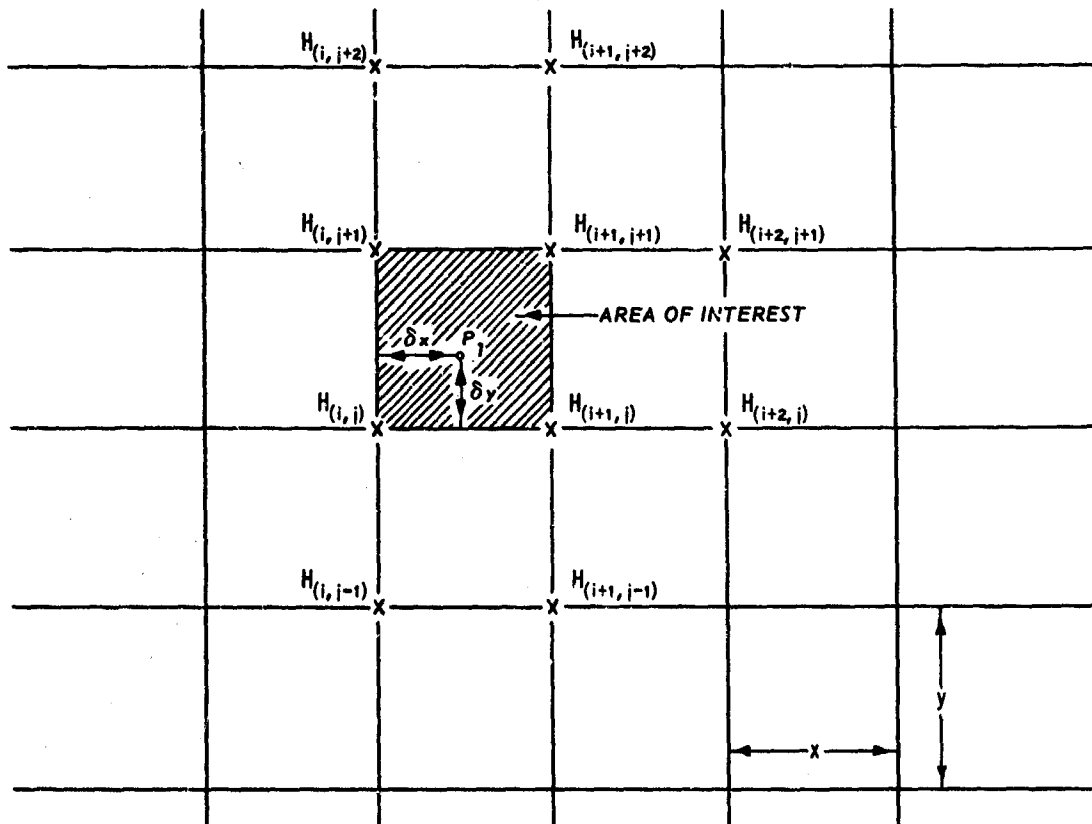 H(i, j+2) H(i+1, j+2)
H(i, j+1) H(i+1, j+1) H(i+2, j+1)
AREA OF INTEREST
δx P1
δy
H(i, j) H(i+1, j) H(i+2, j)
H(i, j-1) H(i+1, j-1)
y
x